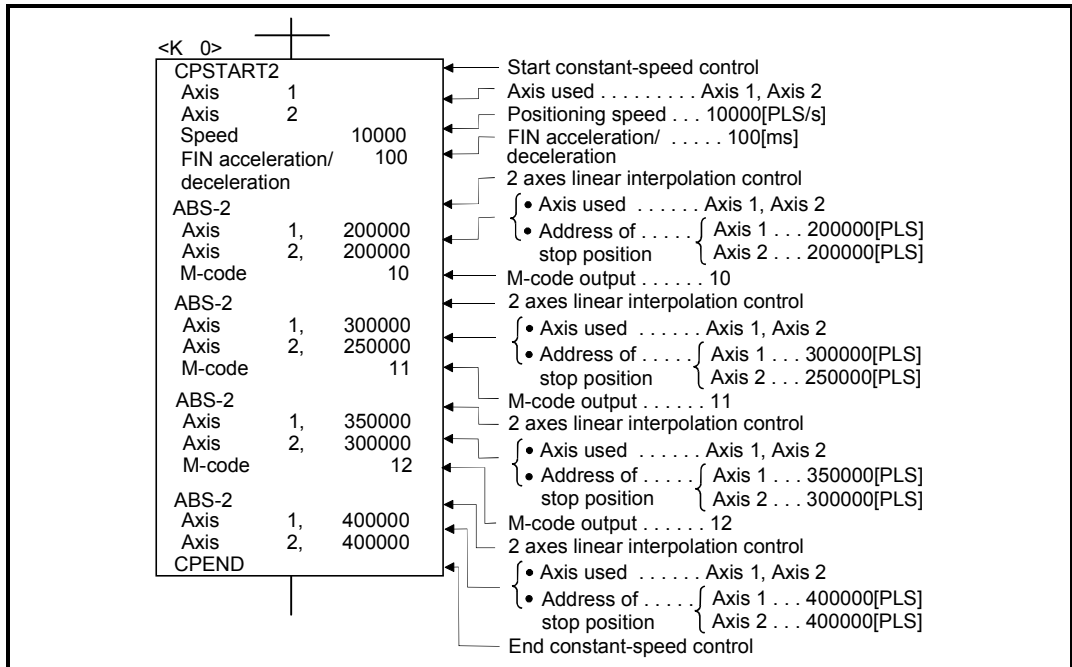 <K 0>
CPSTART2
Axis 1
Axis 2
Speed 10000
FIN acceleration/ 100
deceleration
ABS-2
Axis 1, 200000
Axis 2, 200000
M-code 10
ABS-2
Axis 1, 300000
Axis 2, 250000
M-code 11
ABS-2
Axis 1, 350000
Axis 2, 300000
M-code 12
ABS-2
Axis 1, 400000
Axis 2, 400000
CPEND
Start constant-speed control
Axis used . . . . . . . . . Axis 1, Axis 2
Positioning speed . . . 10000[PLS/s]
FIN acceleration/ . . . . . 100[ms]
deceleration
2 axes linear interpolation control
• Axis used . . . . . . Axis 1, Axis 2
• Address of . . . . . Axis 1 . . . 200000[PLS]
stop position Axis 2 . . . 200000[PLS]
M-code output . . . . . . 10
2 axes linear interpolation control
• Axis used . . . . . . Axis 1, Axis 2
• Address of . . . . . Axis 1 . . . 300000[PLS]
stop position Axis 2 . . . 250000[PLS]
M-code output . . . . . . 11
2 axes linear interpolation control
• Axis used . . . . . . Axis 1, Axis 2
• Address of . . . . . Axis 1 . . . 350000[PLS]
stop position Axis 2 . . . 300000[PLS]
M-code output . . . . . . 12
2 axes linear interpolation control
• Axis used . . . . . . Axis 1, Axis 2
• Address of . . . . . Axis 1 . . . 400000[PLS]
stop position Axis 2 . . . 400000[PLS]
End constant-speed control